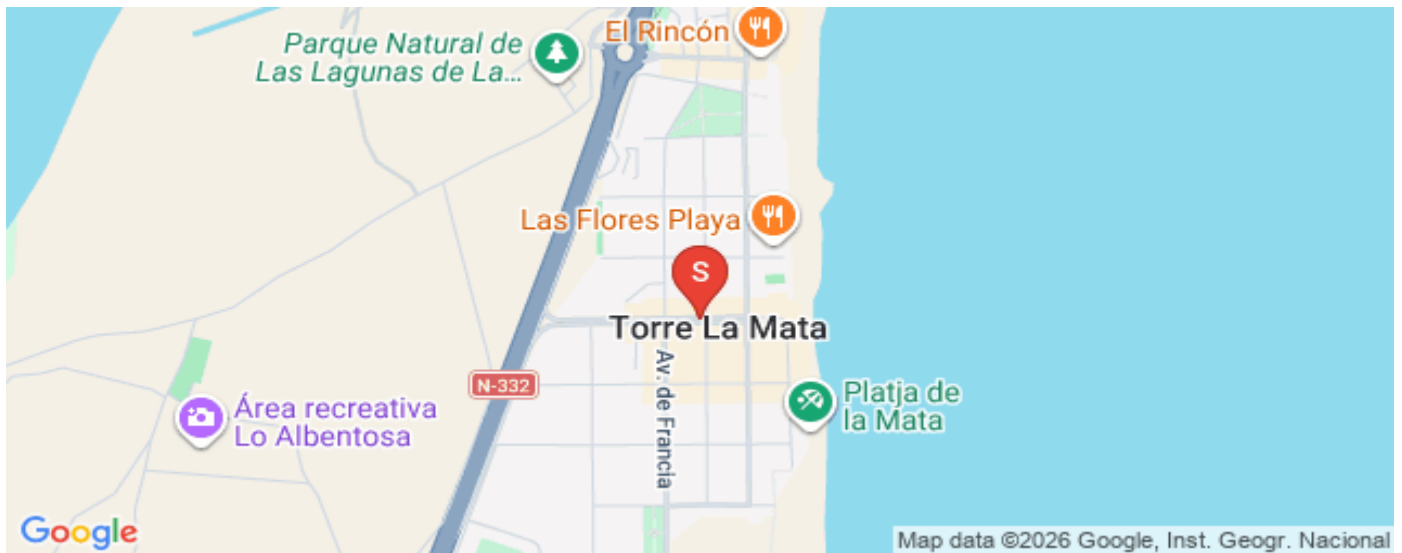 El Rincón
Parque Natural de
Las Lagunas de La...
Las Flores Playa
S
Torre La Mata
N-332
Av. de Francia
Platja de
la Mata
Área recreativa
Lo Albentosa
Google
Map data ©2026 Google, Inst. Geogr. Nacional